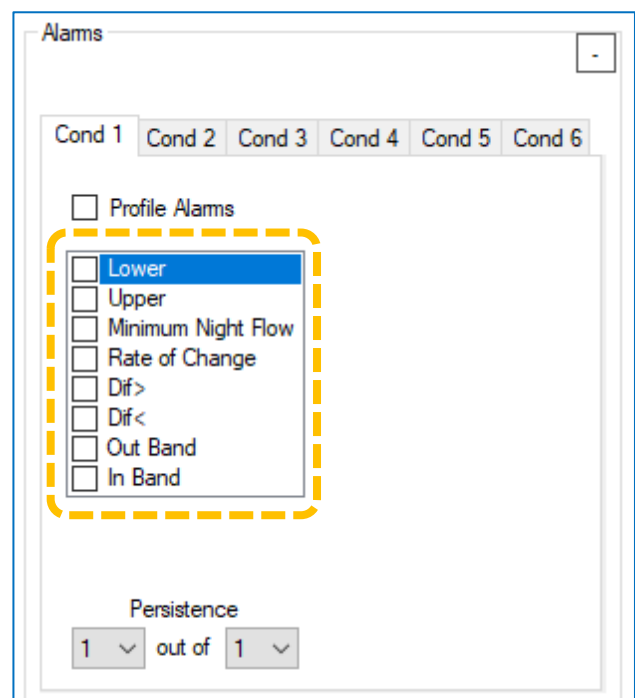 Alarms
-
Cond 1 Cond 2 Cond 3 Cond 4 Cond 5 Cond 6
Profile Alarms
Lower
Upper
Minimum Night Flow
Rate of Change
Dif>
Dif<
Out Band
In Band
Persistence
1 out of 1